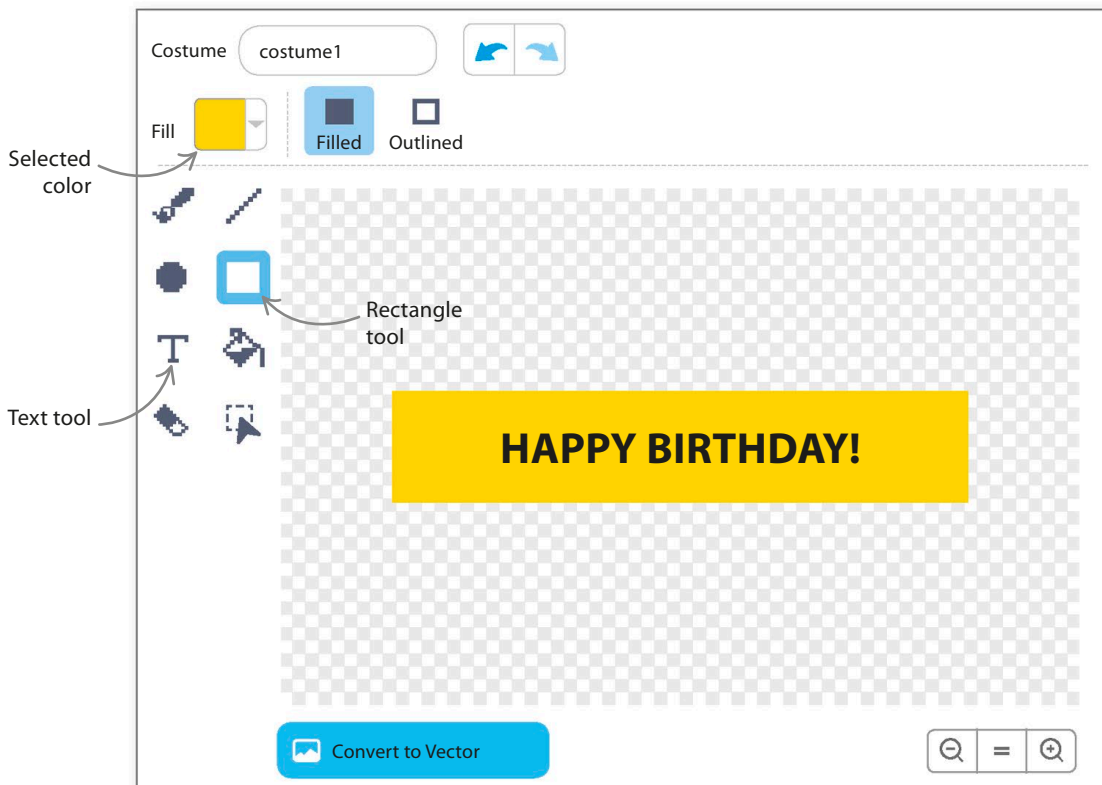 Costume
costume1
Fill
Filled
Outlined
Selected
color
Rectangle
tool
Text tool
HAPPY BIRTHDAY!
Convert to Vector